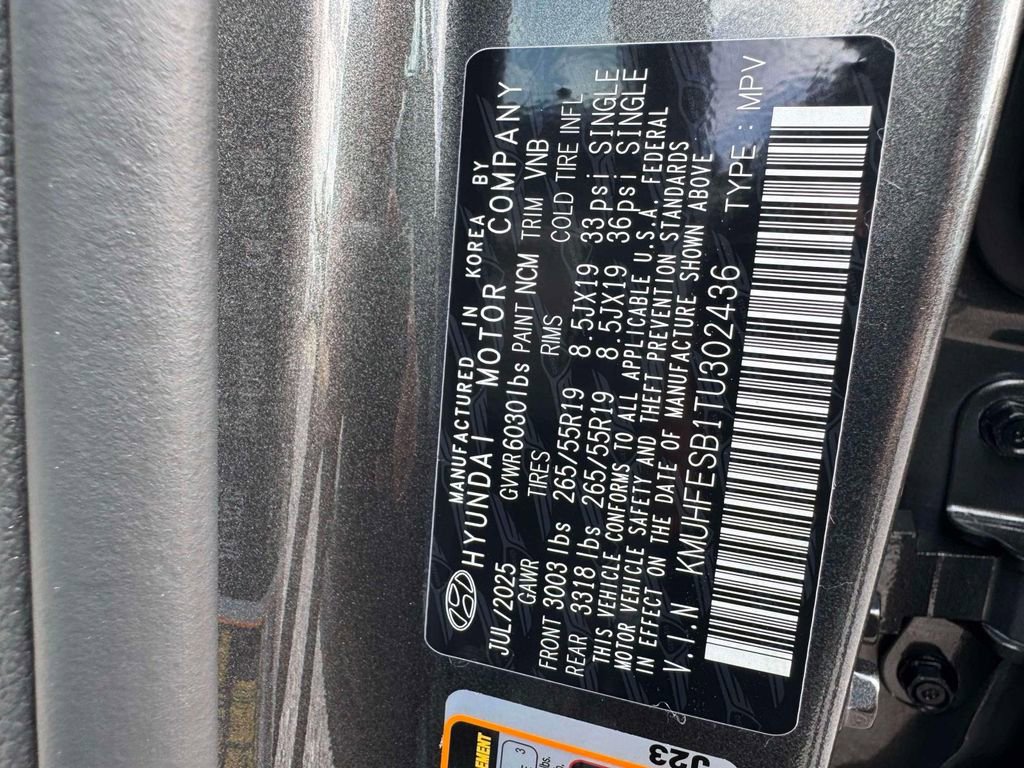 MANUFACTURED IN KOREA BY
HYUNDAI MOTOR COMPANY
JUL/2025 GVWR6030lbs PAINT NCM TRIM VNB
GAWR TIRES RIMS COLD TIRE INFL
FRONT 3003lbs 265/55R19 8.5JX19 33psi SINGLE
REAR 3318lbs 265/55R19 8.5JX19 36psi SINGLE
THIS VEHICLE CONFORMS TO ALL APPLICABLE U.S.A. FEDERAL
MOTOR VEHICLE SAFETY AND THEFT PREVENTION STANDARDS
IN EFFECT ON THE DATE OF MANUFACTURE SHOWN ABOVE
V.I.N KMUHFESB1TU302436 TYPE : MPV
J23